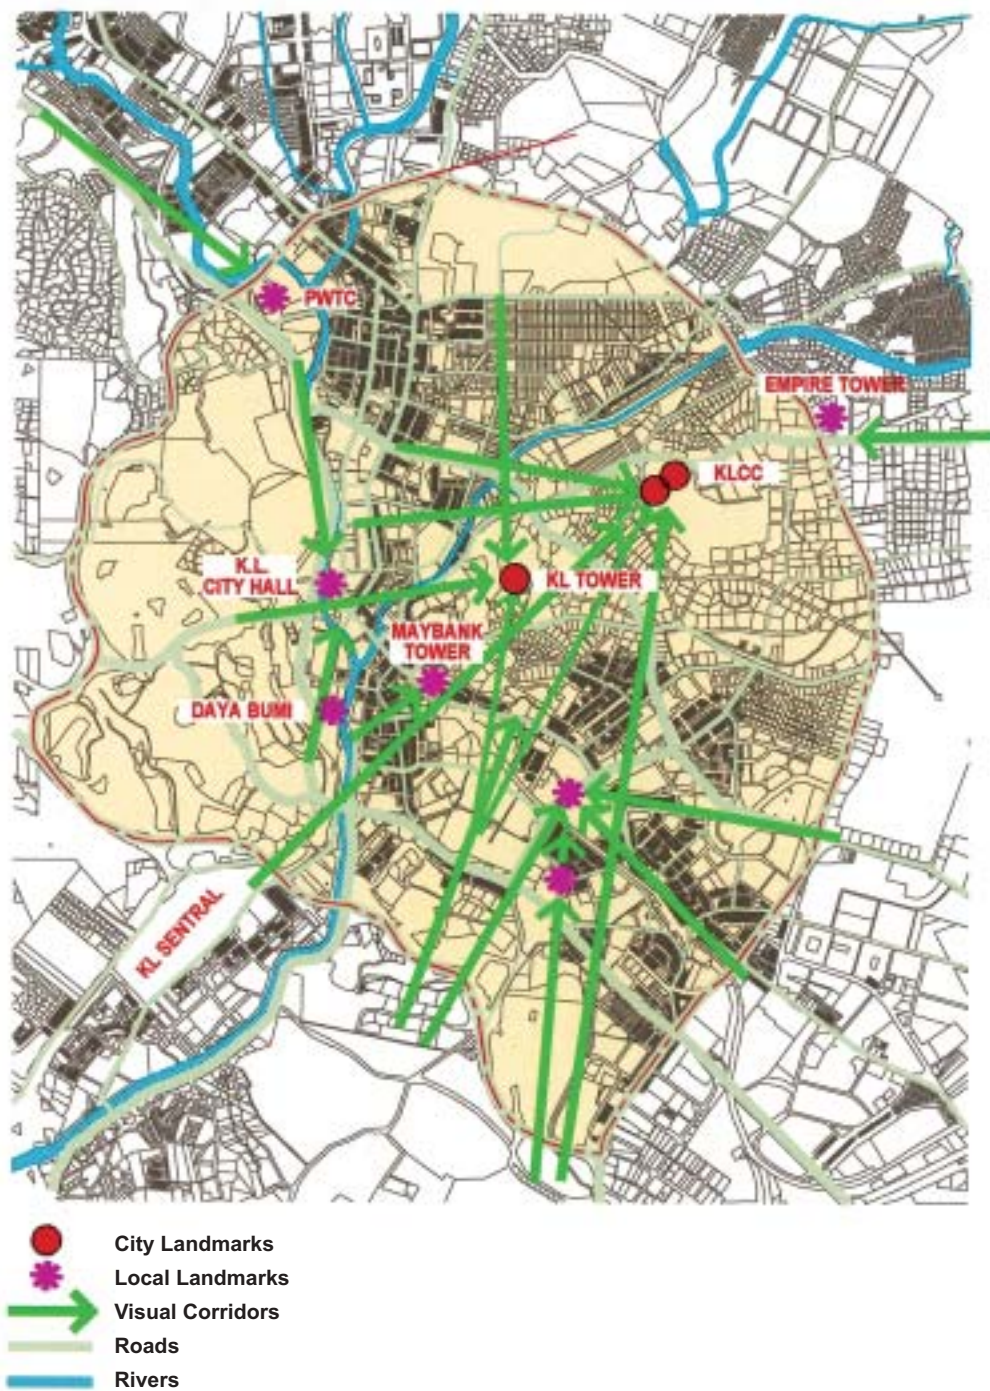 PWTC
EMPIRE TOWER
KLCC
K.L.
CITY HALL
KL TOWER
MAYBANK
TOWER
DAYA BUMI
KL SENTRAL
City Landmarks
Local Landmarks
Visual Corridors
Roads
Rivers